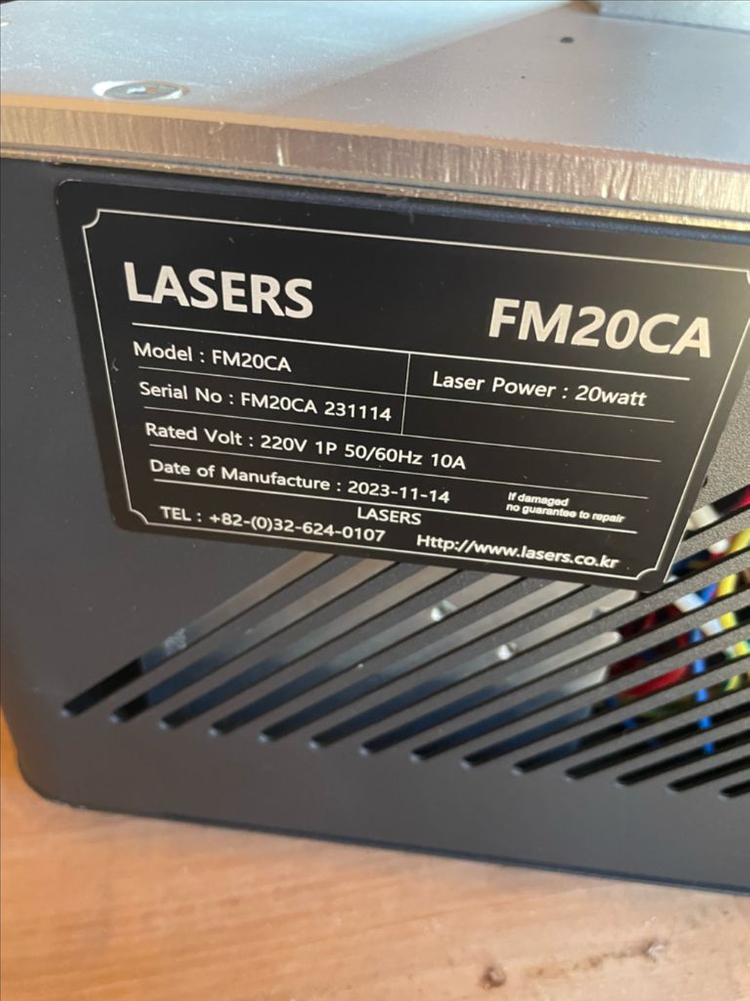 LASERS FM20CA
Model : FM20CA
Laser Power : 20watt
Serial No : FM20CA 231114
Rated Volt : 220V 1P 50/60Hz 10A
Date of Manufacture : 2023-11-14
If damaged
no guarantee to repair
LASERS
TEL : +82-(0)32-624-0107
Http://www.lasers.co.kr